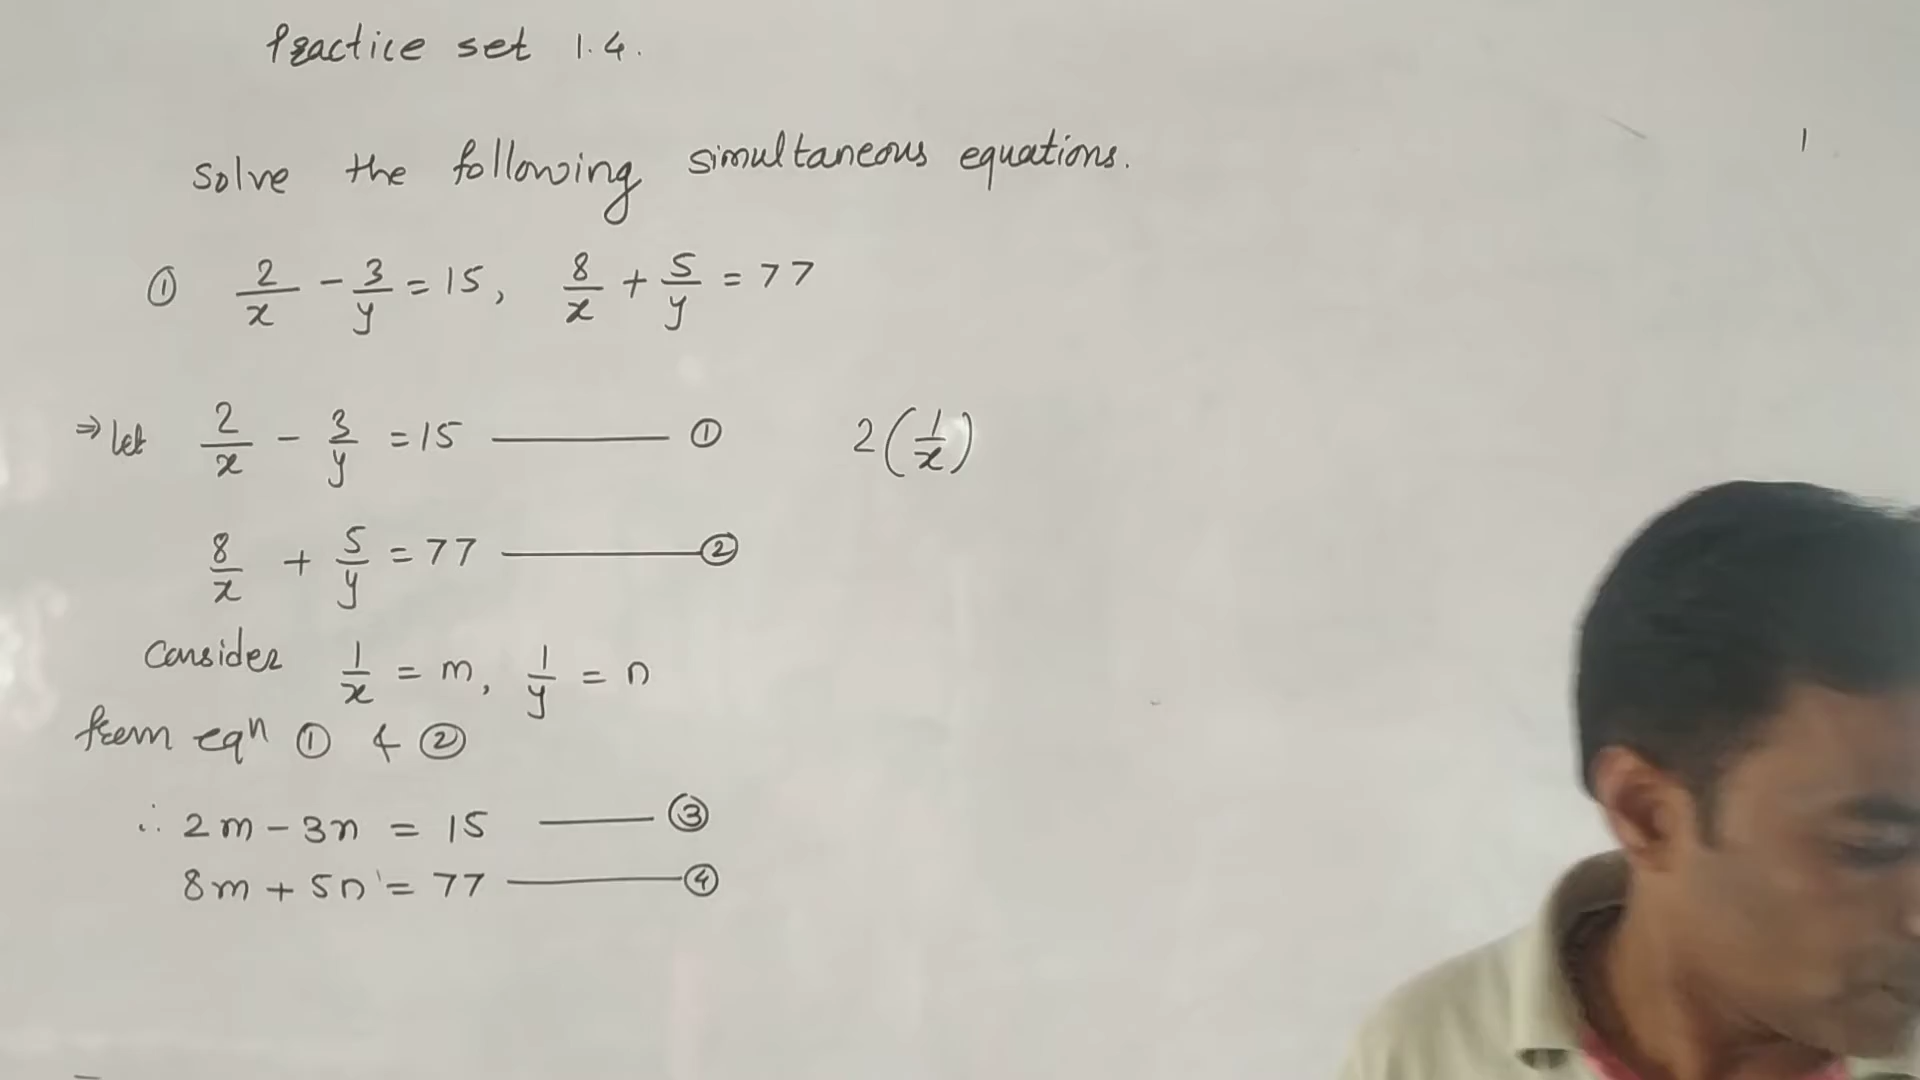 Practice set 1.4.
Solve the following simultaneous equations.
① 2/x - 3/y = 15, 8/x + 5/y = 77
⇒ let 2/x - 3/y = 15 —— ①
2(1/x)
8/x + 5/y = 77 —— ②
Consider 1/x = m, 1/y = n
from eqⁿ ① & ②
∴ 2m - 3n = 15 —— ③
8m + 5n = 77 —— ④